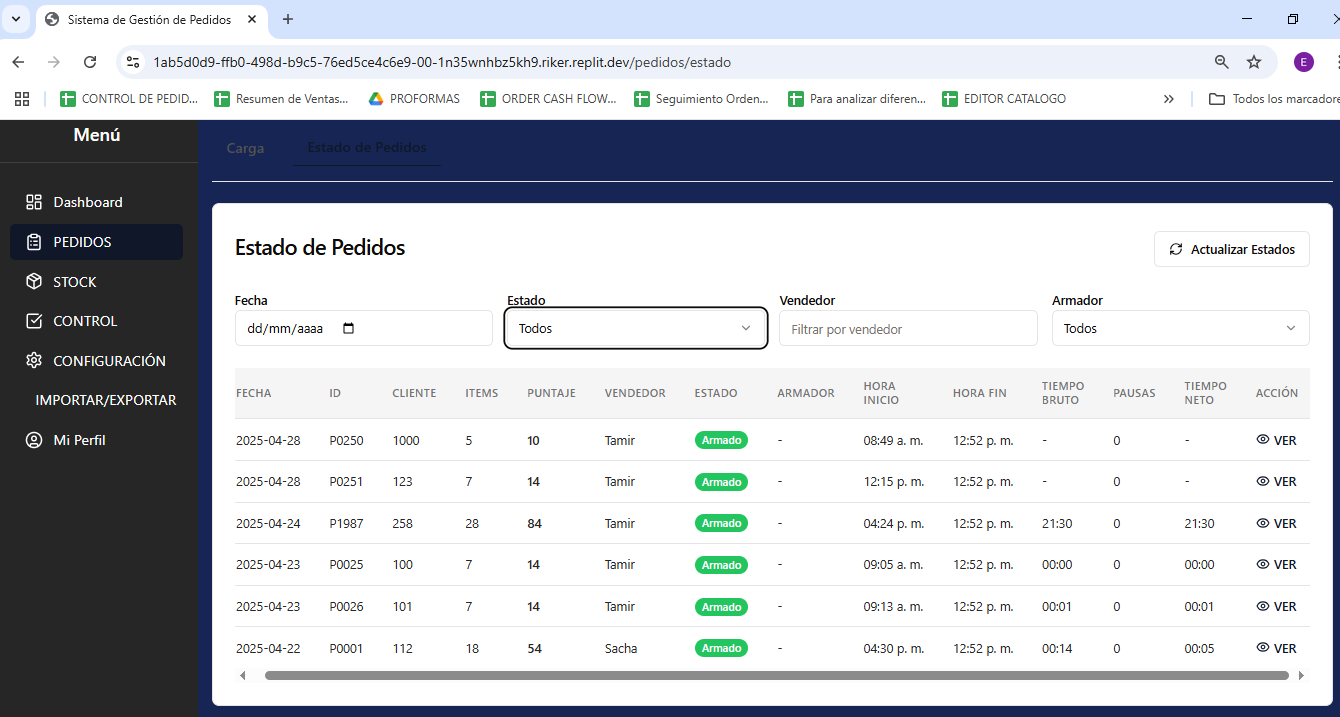 Sistema de Gestión de Pedidos
1ab5d0d9-ffb0-498d-b9c5-76ed5ce4c6e9-00-1n35wnhbz5kh9.riker.replit.dev/pedidos/estado
E
CONTROL DE PEDID... Resumen de Ventas... PROFORMAS ORDER CASH FLOW... Seguimiento Orden... Para analizar diferen... EDITOR CATALOGO » Todos los marcadore
Menú
Dashboard
PEDIDOS
STOCK
CONTROL
CONFIGURACIÓN
IMPORTAR/EXPORTAR
Mi Perfil
Carga Estado de Pedidos
Estado de Pedidos
Actualizar Estados
Fecha Estado Vendedor Armador
dd/mm/aaaa Todos Filtrar por vendedor Todos
FECHA ID CLIENTE ITEMS PUNTAJE VENDEDOR ESTADO ARMADOR HORA INICIO HORA FIN TIEMPO BRUTO PAUSAS TIEMPO NETO ACCIÓN
2025-04-28 P0250 1000 5 10 Tamir Armado - 08:49 a. m. 12:52 p. m. - 0 - VER
2025-04-28 P0251 123 7 14 Tamir Armado - 12:15 p. m. 12:52 p. m. - 0 - VER
2025-04-24 P1987 258 28 84 Tamir Armado - 04:24 p. m. 12:52 p. m. 21:30 0 21:30 VER
2025-04-23 P0025 100 7 14 Tamir Armado - 09:05 a. m. 12:52 p. m. 00:00 0 00:00 VER
2025-04-23 P0026 101 7 14 Tamir Armado - 09:13 a. m. 12:52 p. m. 00:01 0 00:01 VER
2025-04-22 P0001 112 18 54 Sacha Armado - 04:30 p. m. 12:52 p. m. 00:14 0 00:05 VER